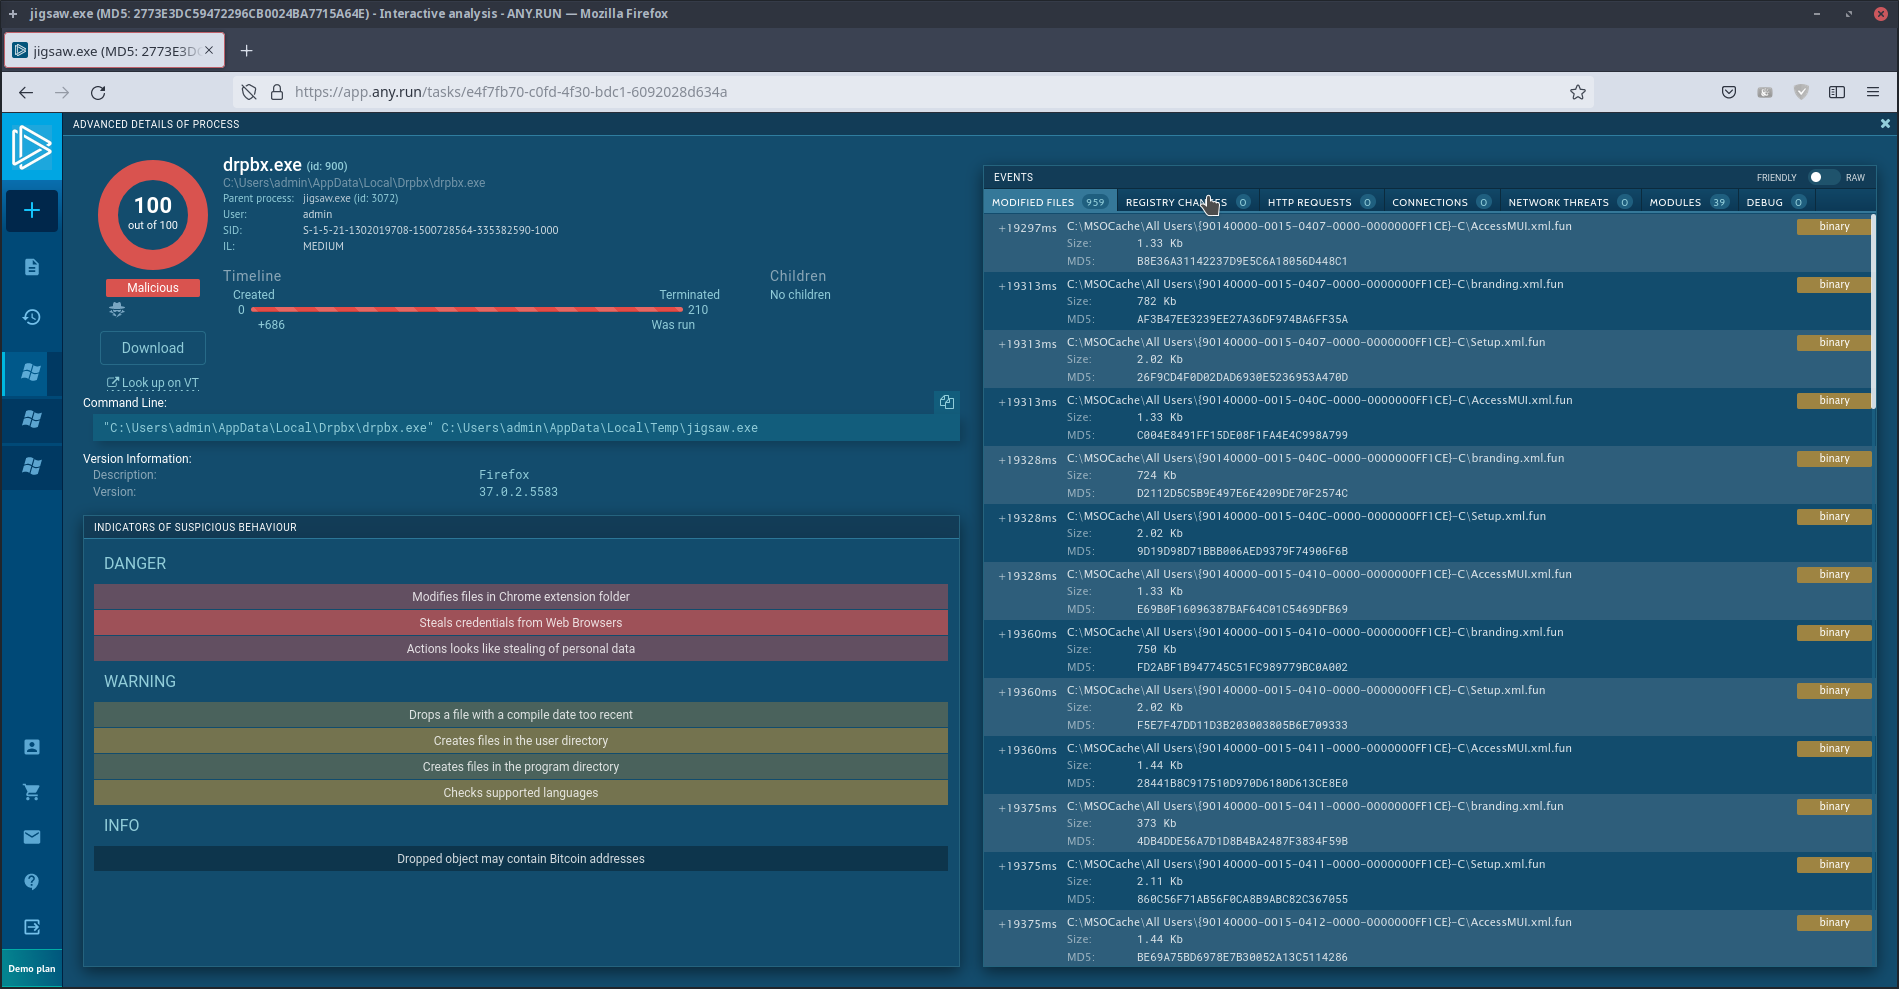 jigsaw.exe (MD5: 2773E3DC59472296CB0024BA7715A64E) - Interactive analysis - ANY.RUN — Mozilla Firefox
jigsaw.exe (MD5: 2773E3D
https://app.any.run/tasks/e4f7fb70-c0fd-4f30-bdc1-6092028d634a
ADVANCED DETAILS OF PROCESS
100
out of 100
Malicious
Download
Look up on VT
drpbx.exe (id: 900)
C:\Users\admin\AppData\Local\Drpbx\drpbx.exe
Parent process: jigsaw.exe (id: 3072)
User: admin
SID: S-1-5-21-1302019708-1500728564-335382590-1000
IL: MEDIUM
Timeline
Created Terminated
0 210
+686 Was run
Children
No children
Command Line:
"C:\Users\admin\AppData\Local\Drpbx\drpbx.exe" C:\Users\admin\AppData\Local\Temp\jigsaw.exe
Version Information:
Description: Firefox
Version: 37.0.2.5583
INDICATORS OF SUSPICIOUS BEHAVIOUR
DANGER
Modifies files in Chrome extension folder
Steals credentials from Web Browsers
Actions looks like stealing of personal data
WARNING
Drops a file with a compile date too recent
Creates files in the user directory
Creates files in the program directory
Checks supported languages
INFO
Dropped object may contain Bitcoin addresses
Demo plan
EVENTS FRIENDLY RAW
MODIFIED FILES 959 REGISTRY CHANGES 0 HTTP REQUESTS 0 CONNECTIONS 0 NETWORK THREATS 0 MODULES 39 DEBUG 0
+19297ms C:\MSOCache\All Users\{90140000-0015-0407-0000-0000000FF1CE}-C\AccessMUI.xml.fun binary
Size: 1.33 Kb
MD5: B8E36A31142237D9E5C6A18056D448C1
+19313ms C:\MSOCache\All Users\{90140000-0015-0407-0000-0000000FF1CE}-C\branding.xml.fun binary
Size: 782 Kb
MD5: AF3B47EE3239EE27A36DF974BA6FF35A
+19313ms C:\MSOCache\All Users\{90140000-0015-0407-0000-0000000FF1CE}-C\Setup.xml.fun binary
Size: 2.02 Kb
MD5: 26F9CD4F0D02DAD6930E5236953A470D
+19313ms C:\MSOCache\All Users\{90140000-0015-040C-0000-0000000FF1CE}-C\AccessMUI.xml.fun binary
Size: 1.33 Kb
MD5: C004E8491FF15DE08F1FA4E4C998A799
+19328ms C:\MSOCache\All Users\{90140000-0015-040C-0000-0000000FF1CE}-C\branding.xml.fun binary
Size: 724 Kb
MD5: D2112D5C5B9E497E6E4209DE70F2574C
+19328ms C:\MSOCache\All Users\{90140000-0015-040C-0000-0000000FF1CE}-C\Setup.xml.fun binary
Size: 2.02 Kb
MD5: 9D19D98D71BBB006AED9379F74906F6B
+19328ms C:\MSOCache\All Users\{90140000-0015-0410-0000-0000000FF1CE}-C\AccessMUI.xml.fun binary
Size: 1.33 Kb
MD5: E69B0F16096387BAF64C01C5469DFB69
+19360ms C:\MSOCache\All Users\{90140000-0015-0410-0000-0000000FF1CE}-C\branding.xml.fun binary
Size: 750 Kb
MD5: FD2ABF1B947745C51FC989779BC0A002
+19360ms C:\MSOCache\All Users\{90140000-0015-0410-0000-0000000FF1CE}-C\Setup.xml.fun binary
Size: 2.02 Kb
MD5: F5E7F47DD11D3B203003805B6E709333
+19360ms C:\MSOCache\All Users\{90140000-0015-0411-0000-0000000FF1CE}-C\AccessMUI.xml.fun binary
Size: 1.44 Kb
MD5: 28441B8C917510D970D6180D613CE8E0
+19375ms C:\MSOCache\All Users\{90140000-0015-0411-0000-0000000FF1CE}-C\branding.xml.fun binary
Size: 373 Kb
MD5: 4DB4DDE56A7D1D8B4BA2487F3834F59B
+19375ms C:\MSOCache\All Users\{90140000-0015-0411-0000-0000000FF1CE}-C\Setup.xml.fun binary
Size: 2.11 Kb
MD5: 860C56F71AB56F0CA8B9ABC82C367055
+19375ms C:\MSOCache\All Users\{90140000-0015-0412-0000-0000000FF1CE}-C\AccessMUI.xml.fun binary
Size: 1.44 Kb
MD5: BE69A75BD6978E7B30052A13C5114286